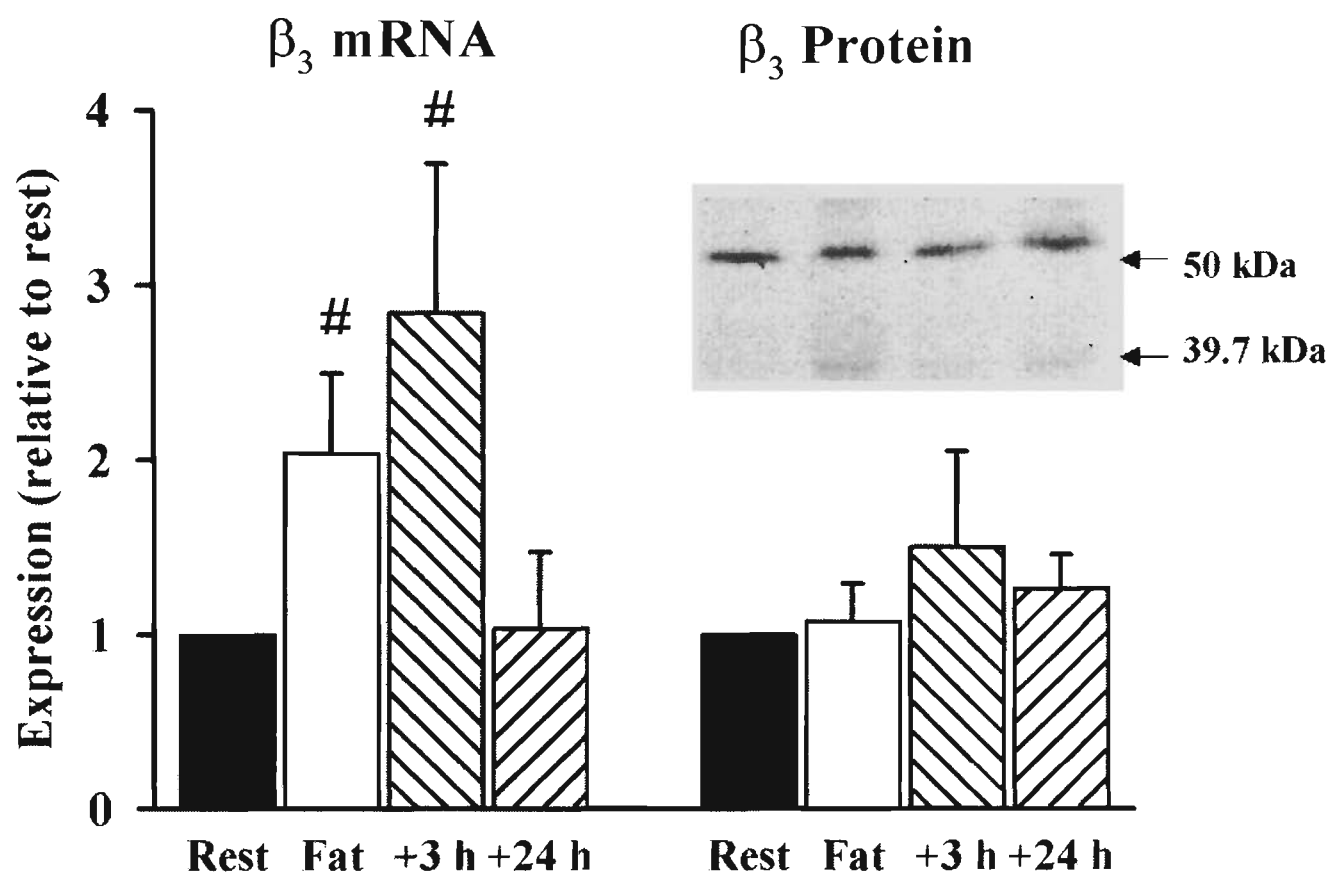 β₃ mRNA
β₃ Protein
Expression (relative to rest)
4
3
2
1
0
#
#
50 kDa
39.7 kDa
Rest Fat +3 h +24 h
Rest Fat +3 h +24 h